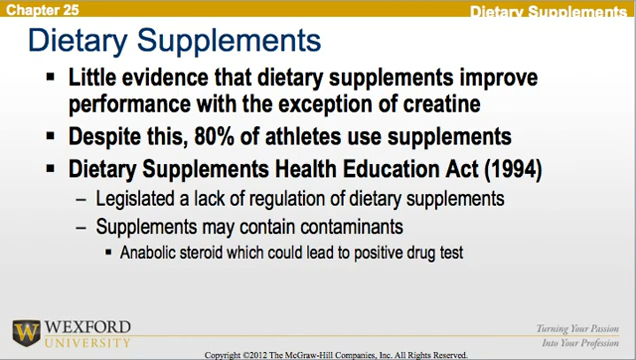 Chapter 25
Dietary Supplements
Dietary Supplements
▪ Little evidence that dietary supplements improve
performance with the exception of creatine
▪ Despite this, 80% of athletes use supplements
▪ Dietary Supplements Health Education Act (1994)
– Legislated a lack of regulation of dietary supplements
– Supplements may contain contaminants
▪ Anabolic steroid which could lead to positive drug test
W
WEXFORD
UNIVERSITY
Turning Your Passion
Into Your Profession
Copyright ©2012 The McGraw-Hill Companies, Inc. All Rights Reserved.